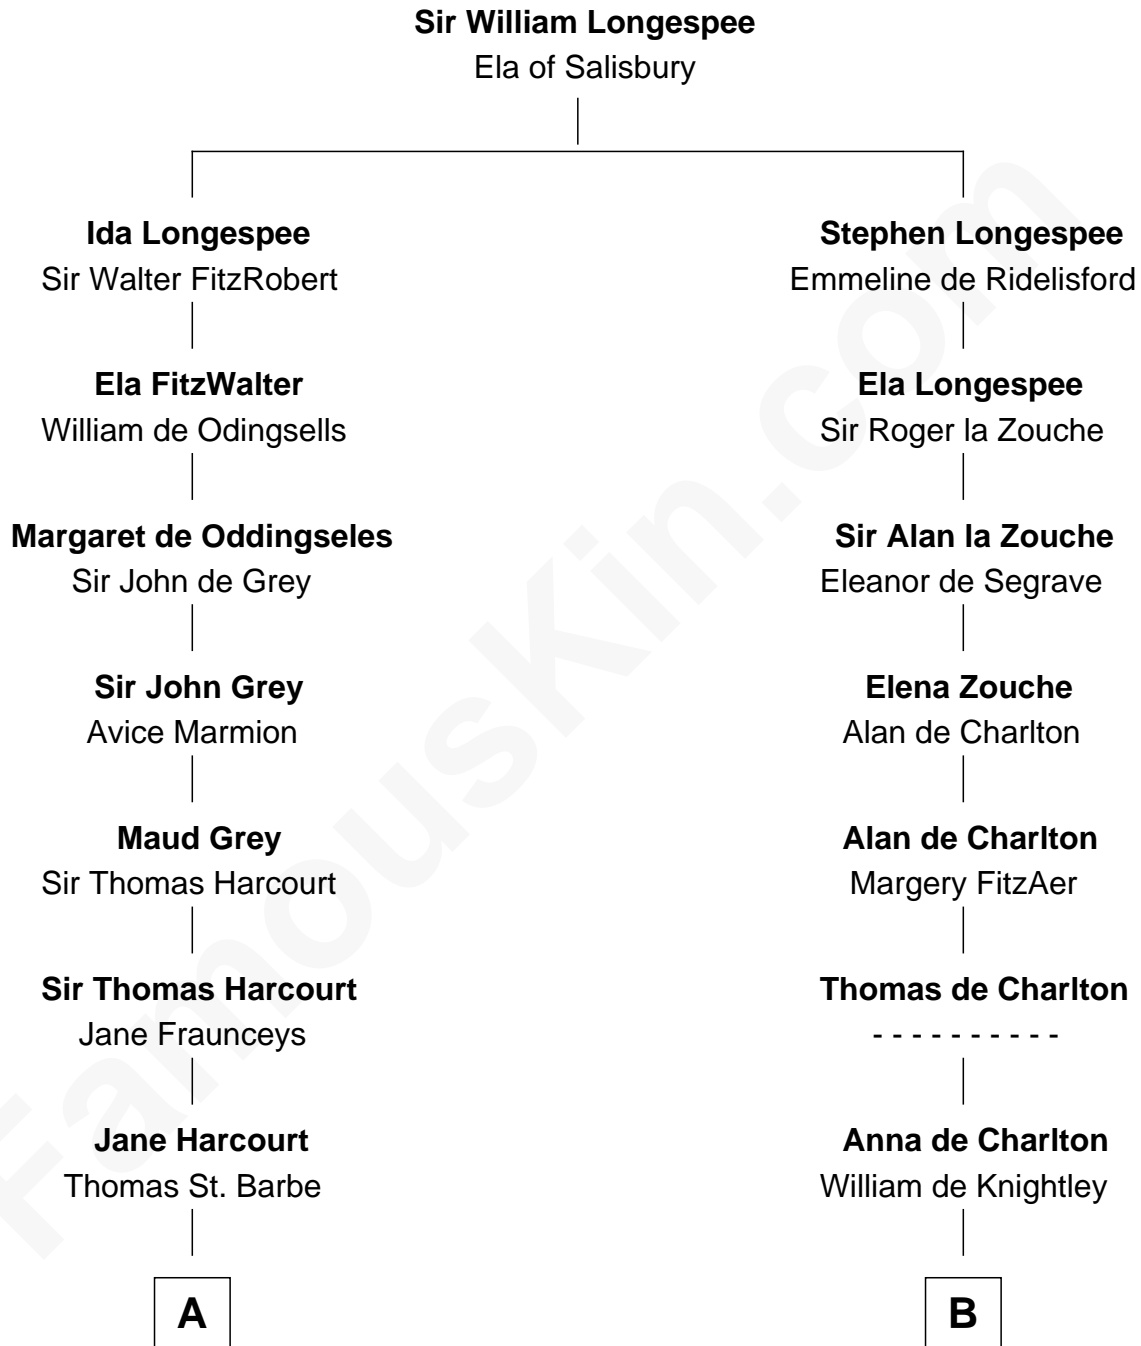 Sir William Longespee
Ela of Salisbury
Ida Longespee
Sir Walter FitzRobert
Stephen Longespee
Emmeline de Ridelisford
Ela FitzWalter
William de Odingsells
Ela Longespee
Sir Roger la Zouche
Margaret de Oddingseles
Sir John de Grey
Sir Alan la Zouche
Eleanor de Segrave
Sir John Grey
Avice Marmion
Elena Zouche
Alan de Charlton
Maud Grey
Sir Thomas Harcourt
Alan de Charlton
Margery FitzAer
Sir Thomas Harcourt
Jane Fraunceys
Thomas de Charlton
- - - - - - - - - -
Jane Harcourt
Thomas St. Barbe
Anna de Charlton
William de Knightley
A
B
FamousKin.com